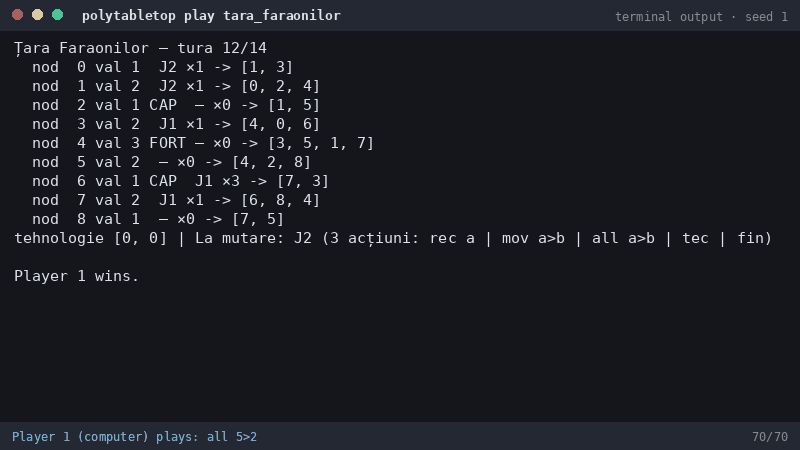 polytabletop play tara_faraonilor
terminal output · seed 1
Țara Faraonilor — tura 12/14
nod 0 val 1 J2 ×1 -> [1, 3]
nod 1 val 2 J2 ×1 -> [0, 2, 4]
nod 2 val 1 CAP — ×0 -> [1, 5]
nod 3 val 2 J1 ×1 -> [4, 0, 6]
nod 4 val 3 FORT — ×0 -> [3, 5, 1, 7]
nod 5 val 2 — ×0 -> [4, 2, 8]
nod 6 val 1 CAP J1 ×3 -> [7, 3]
nod 7 val 2 J1 ×1 -> [6, 8, 4]
nod 8 val 1 — ×0 -> [7, 5]
tehnologie [0, 0] | La mutare: J2 (3 acțiuni: rec a | mov a>b | all a>b | tec | fin)
Player 1 wins.
Player 1 (computer) plays: all 5>2
70/70